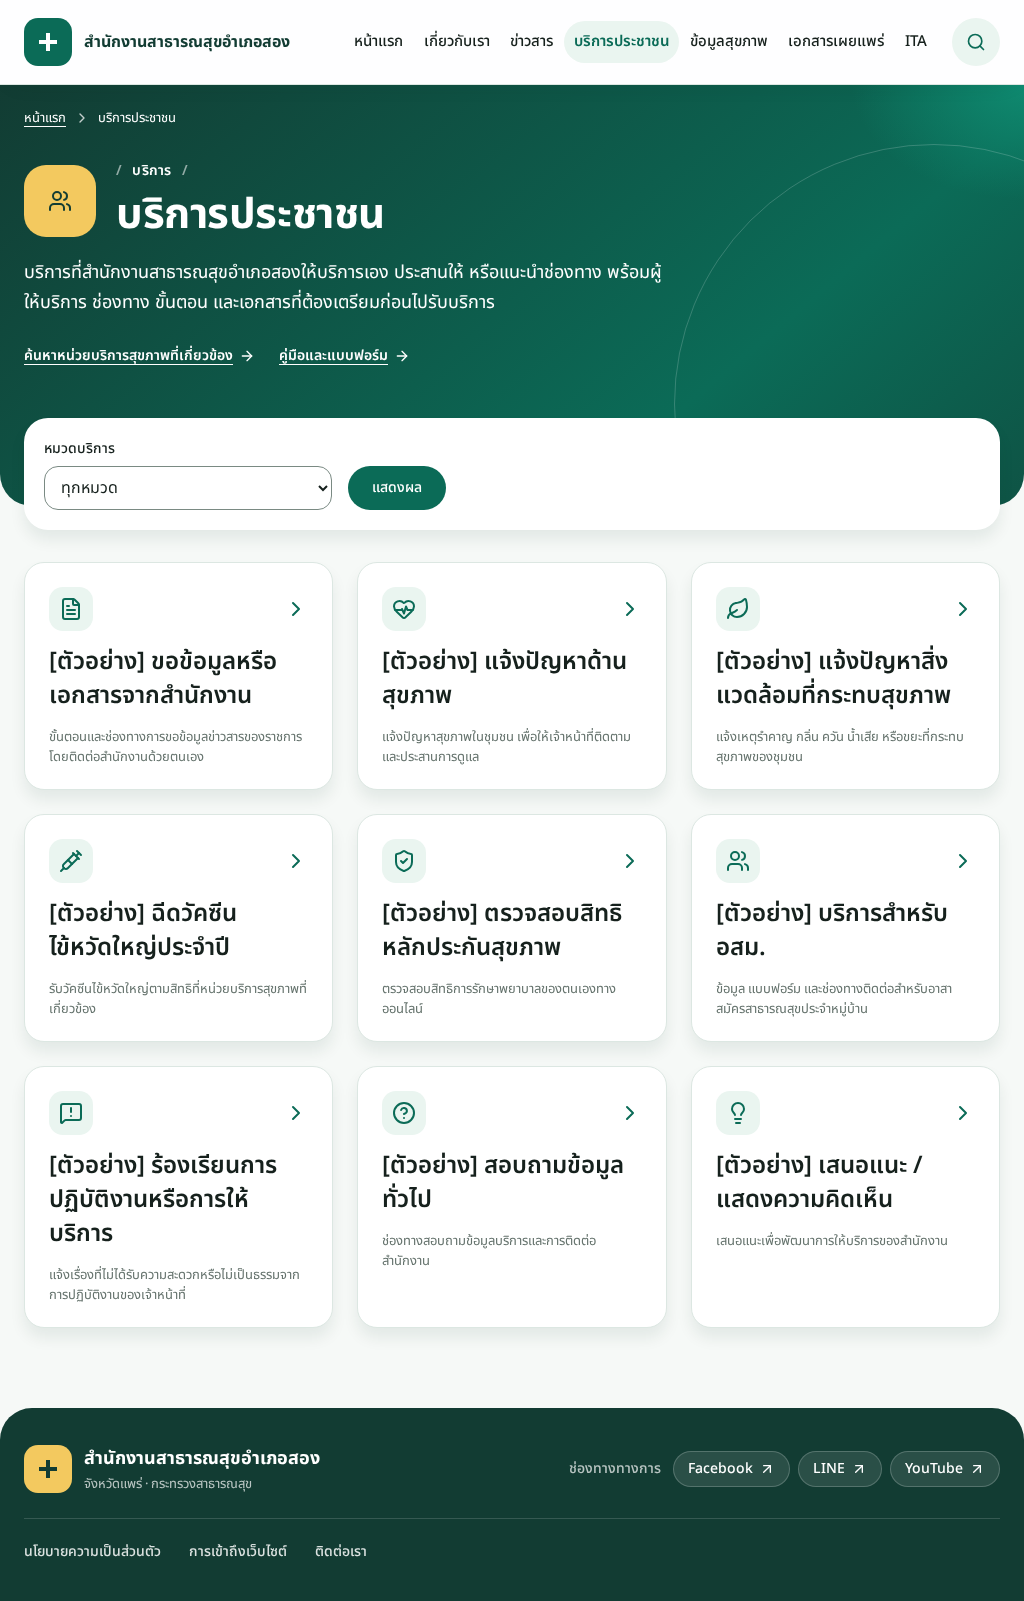 สำนักงานสาธารณสุขอำเภอสอง
หน้าแรก
เกี่ยวกับเรา
ข่าวสาร
บริการประชาชน
ข้อมูลสุขภาพ
เอกสารเผยแพร่
ITA
หน้าแรก
บริการประชาชน
/ บริการ /
บริการประชาชน
บริการที่สำนักงานสาธารณสุขอำเภอสองให้บริการเอง ประสานให้ หรือแนะนำช่องทาง พร้อมผู้
ให้บริการ ช่องทาง ขั้นตอน และเอกสารที่ต้องเตรียมก่อนไปรับบริการ
ค้นหาหน่วยบริการสุขภาพที่เกี่ยวข้อง
คู่มือและแบบฟอร์ม
หมวดบริการ
ทุกหมวด
แสดงผล
[ตัวอย่าง] ขอข้อมูลหรือ
เอกสารจากสำนักงาน
ขั้นตอนและช่องทางการขอข้อมูลข่าวสารของราชการ
โดยติดต่อสำนักงานด้วยตนเอง
[ตัวอย่าง] แจ้งปัญหาด้าน
สุขภาพ
แจ้งปัญหาสุขภาพในชุมชน เพื่อให้เจ้าหน้าที่ติดตาม
และประสานการดูแล
[ตัวอย่าง] แจ้งปัญหาสิ่ง
แวดล้อมที่กระทบสุขภาพ
แจ้งเหตุรำคาญ กลิ่น ควัน น้ำเสีย หรือขยะที่กระทบ
สุขภาพของชุมชน
[ตัวอย่าง] ฉีดวัคซีน
ไข้หวัดใหญ่ประจำปี
รับวัคซีนไข้หวัดใหญ่ตามสิทธิที่หน่วยบริการสุขภาพที่
เกี่ยวข้อง
[ตัวอย่าง] ตรวจสอบสิทธิ
หลักประกันสุขภาพ
ตรวจสอบสิทธิการรักษาพยาบาลของตนเองทาง
ออนไลน์
[ตัวอย่าง] บริการสำหรับ
อสม.
ข้อมูล แบบฟอร์ม และช่องทางติดต่อสำหรับอาสา
สมัครสาธารณสุขประจำหมู่บ้าน
[ตัวอย่าง] ร้องเรียนการ
ปฏิบัติงานหรือการให้
บริการ
แจ้งเรื่องที่ไม่ได้รับความสะดวกหรือไม่เป็นธรรมจาก
การปฏิบัติงานของเจ้าหน้าที่
[ตัวอย่าง] สอบถามข้อมูล
ทั่วไป
ช่องทางสอบถามข้อมูลบริการและการติดต่อ
สำนักงาน
[ตัวอย่าง] เสนอแนะ /
แสดงความคิดเห็น
เสนอแนะเพื่อพัฒนาการให้บริการของสำนักงาน
สำนักงานสาธารณสุขอำเภอสอง
จังหวัดแพร่ · กระทรวงสาธารณสุข
ช่องทางทางการ
Facebook
LINE
YouTube
นโยบายความเป็นส่วนตัว
การเข้าถึงเว็บไซต์
ติดต่อเรา